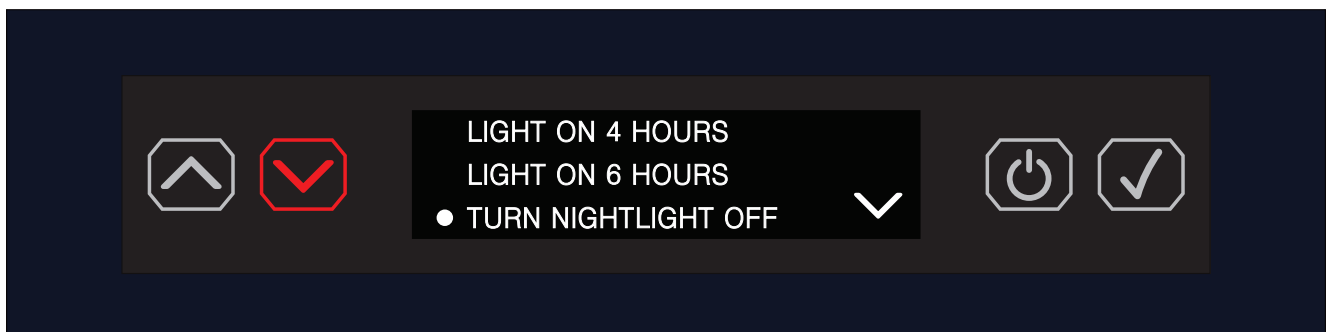 LIGHT ON 4 HOURS
LIGHT ON 6 HOURS
● TURN NIGHTLIGHT OFF